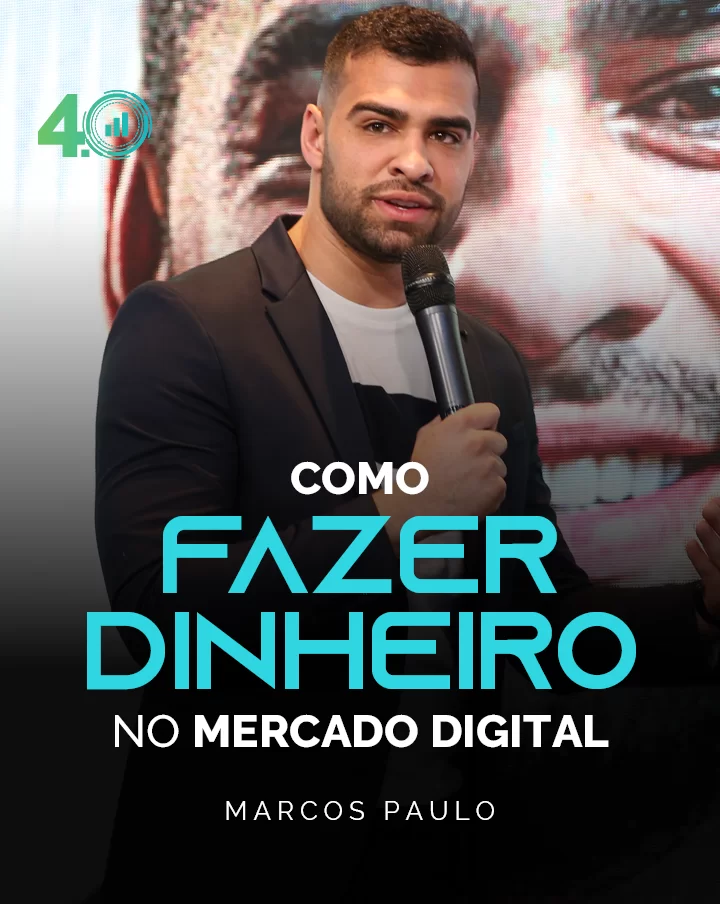 4.0
COMO
FAZER
DINHEIRO
NO MERCADO DIGITAL
MARCOS PAULO